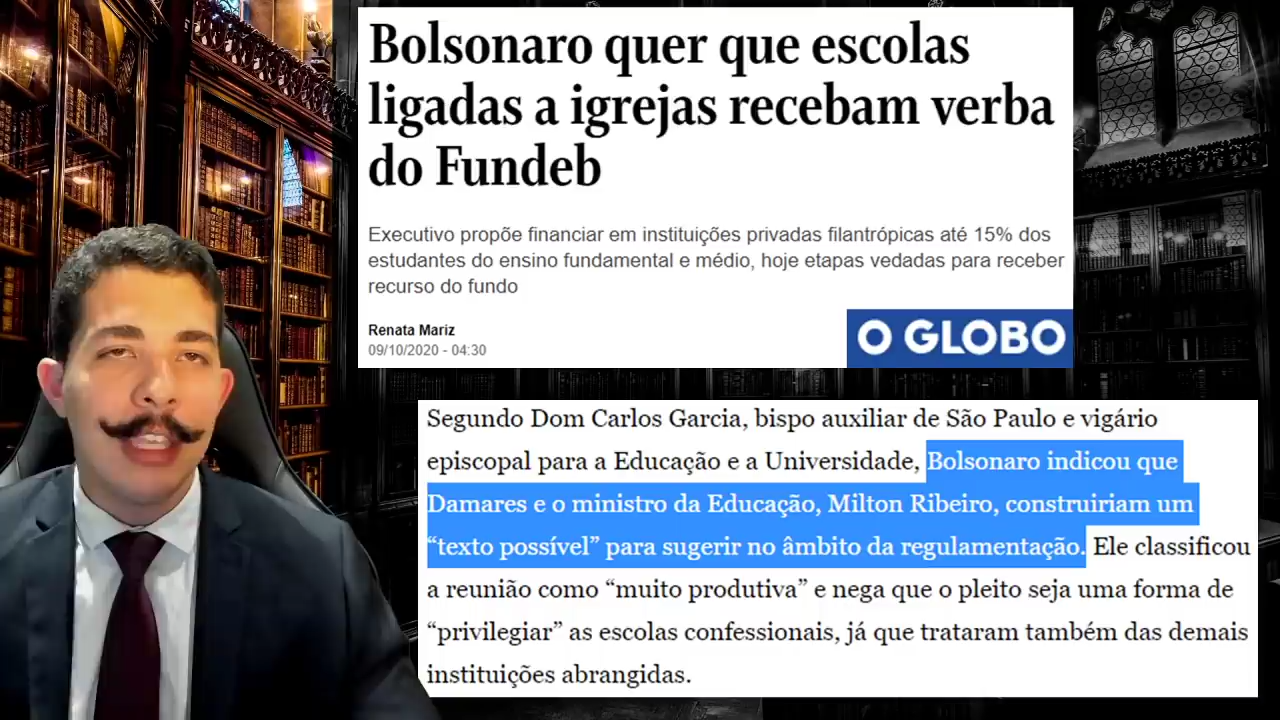 Bolsonaro quer que escolas
ligadas a igrejas recebam verba
do Fundeb
Executivo propõe financiar em instituições privadas filantrópicas até 15% dos
estudantes do ensino fundamental e médio, hoje etapas vedadas para receber
recurso do fundo
Renata Mariz
09/10/2020 - 04:30
O GLOBO
Segundo Dom Carlos Garcia, bispo auxiliar de São Paulo e vigário
episcopal para a Educação e a Universidade, Bolsonaro indicou que
Damares e o ministro da Educação, Milton Ribeiro, construiriam um
“texto possível” para sugerir no âmbito da regulamentação. Ele classificou
a reunião como “muito produtiva” e nega que o pleito seja uma forma de
“privilegiar” as escolas confessionais, já que trataram também das demais
instituições abrangidas.